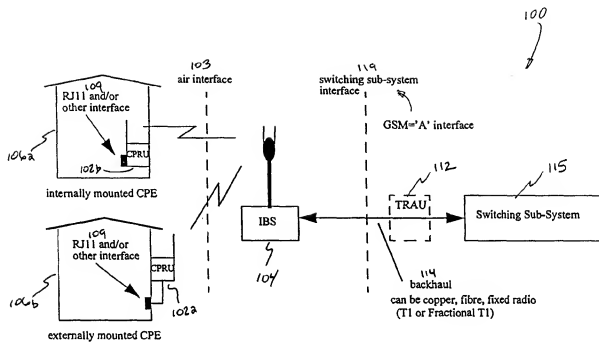 100
103
air interface
119
switching sub-system
interface
GSM='A' interface
109
RJ11 and/or
other interface
CPRU
106a
102b
internally mounted CPE
112
TRAU
115
Switching Sub-System
IBS
104
114
backhaul
can be copper, fibre, fixed radio
(T1 or Fractional T1)
109
RJ11 and/or
other interface
CPRU
106b
102a
externally mounted CPE